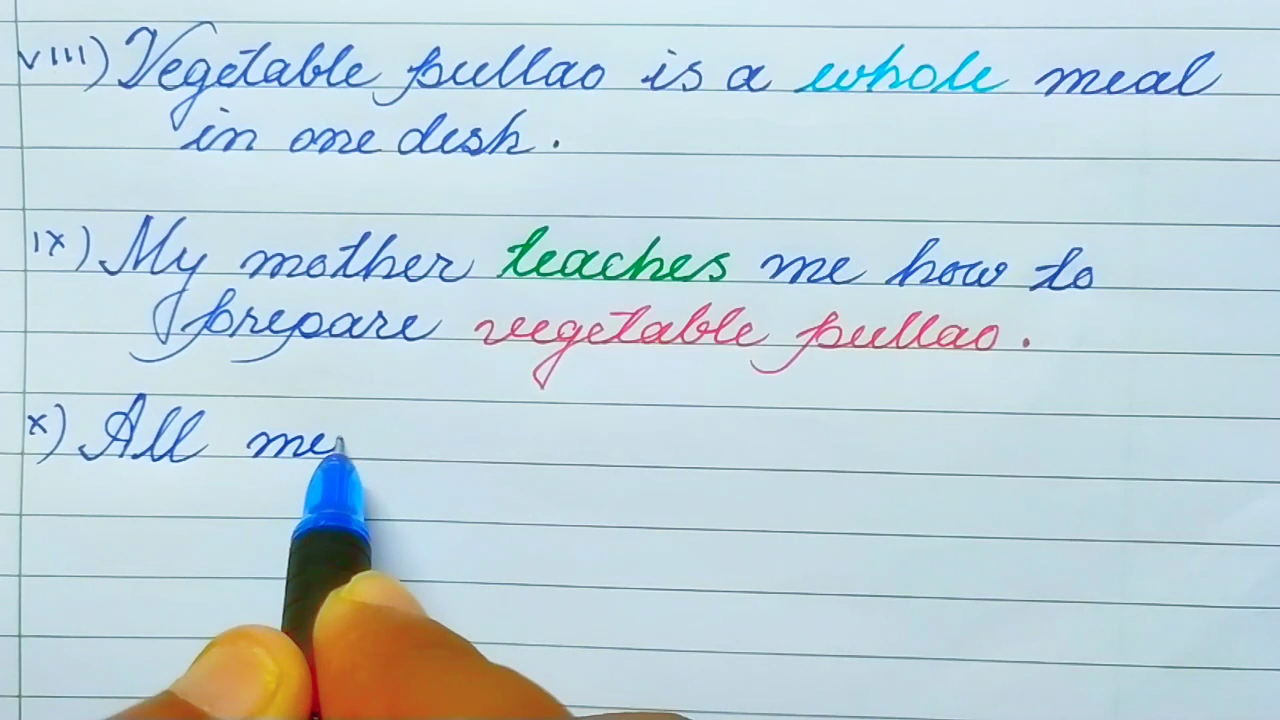 viii) Vegetable pullao is a whole meal
in one desh.
ix) My mother teaches me how to
prepare vegetable pullao.
x) All me